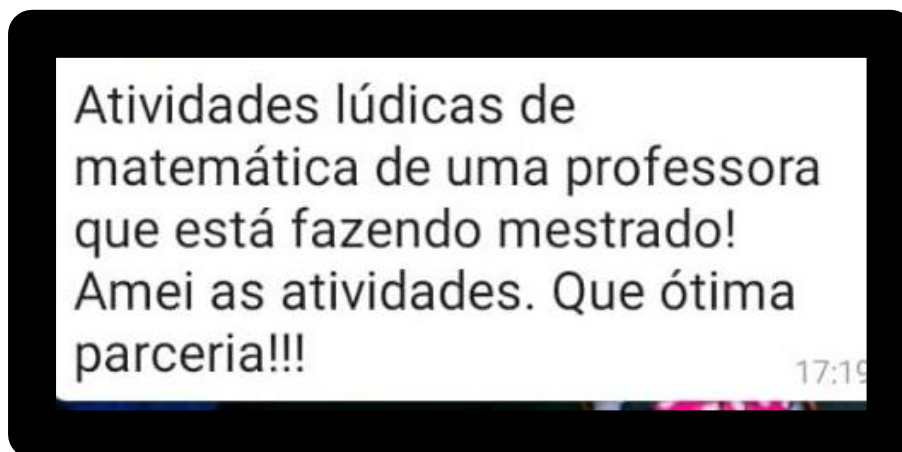 Atividades lúdicas de
matemática de uma professora
que está fazendo mestrado!
Amei as atividades. Que ótima
parceria!!!
17:19